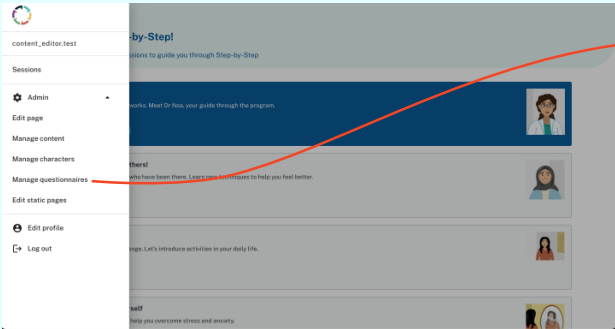 content_editor.test
Sessions
Admin
Edit page
Manage content
Manage characters
Manage questionnaires
Edit static pages
Edit profile
Log out
-by-Step!
sions to guide you through Step-by-Step
works. Meet Dr Noa, your guide through the program.
thers!
who have been there. Learn new techniques to help you feel better.
enge. Let's introduce activities in your daily life.
rself
help you overcome stress and anxiety.